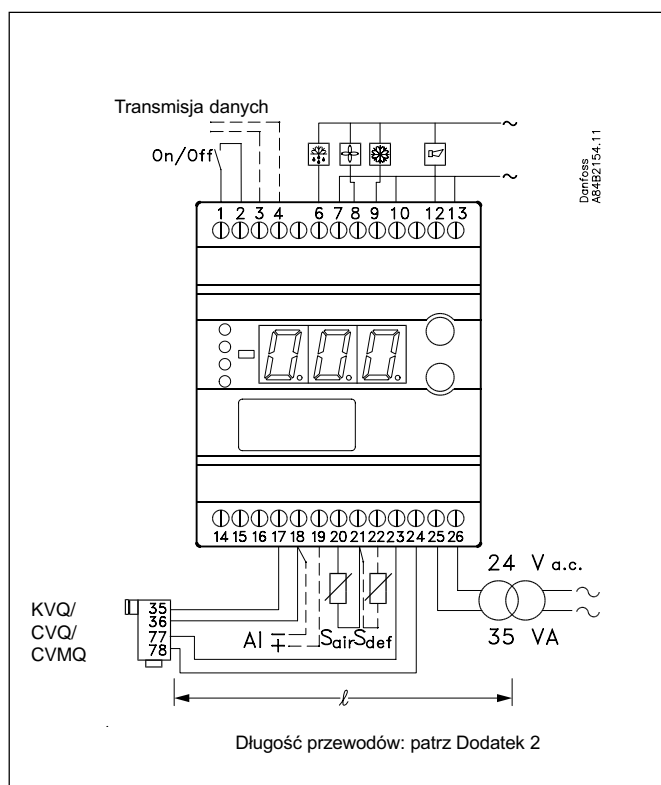 Transmisja danych
On/Off
~
~
Danfoss
A84B2154.11
1 2 3 4 6 7 8 9 10 12 13
000
14 15 16 17 18 19 20 21 22 23 24 25 26
24 V a.c.
35 VA
~
~
KVQ/
CVQ/
CVMQ
35
36
77
78
AI - +
Sair Sdef
ℓ
Długość przewodów: patrz Dodatek 2